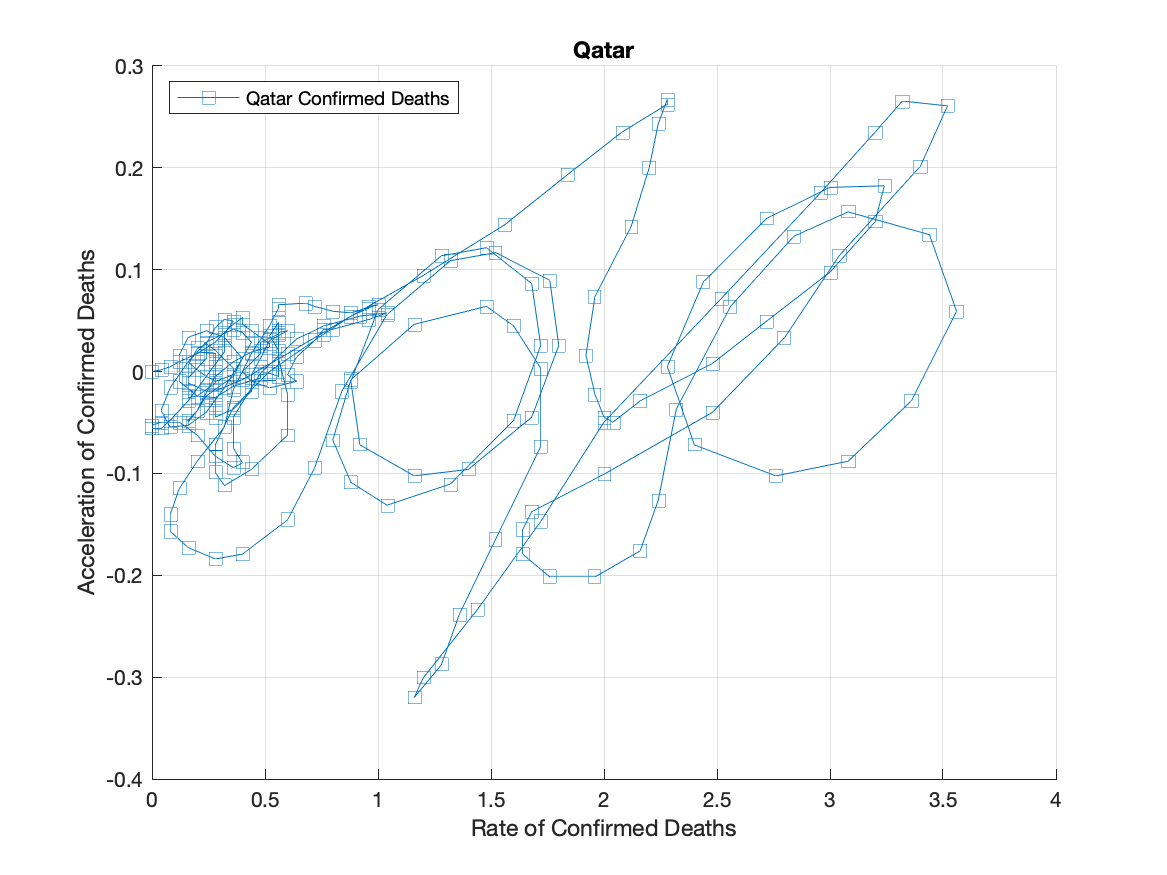 Qatar
Qatar Confirmed Deaths
0.3
0.2
0.1
0
-0.1
-0.2
-0.3
-0.4
Acceleration of Confirmed Deaths
0 0.5 1 1.5 2 2.5 3 3.5 4
Rate of Confirmed Deaths